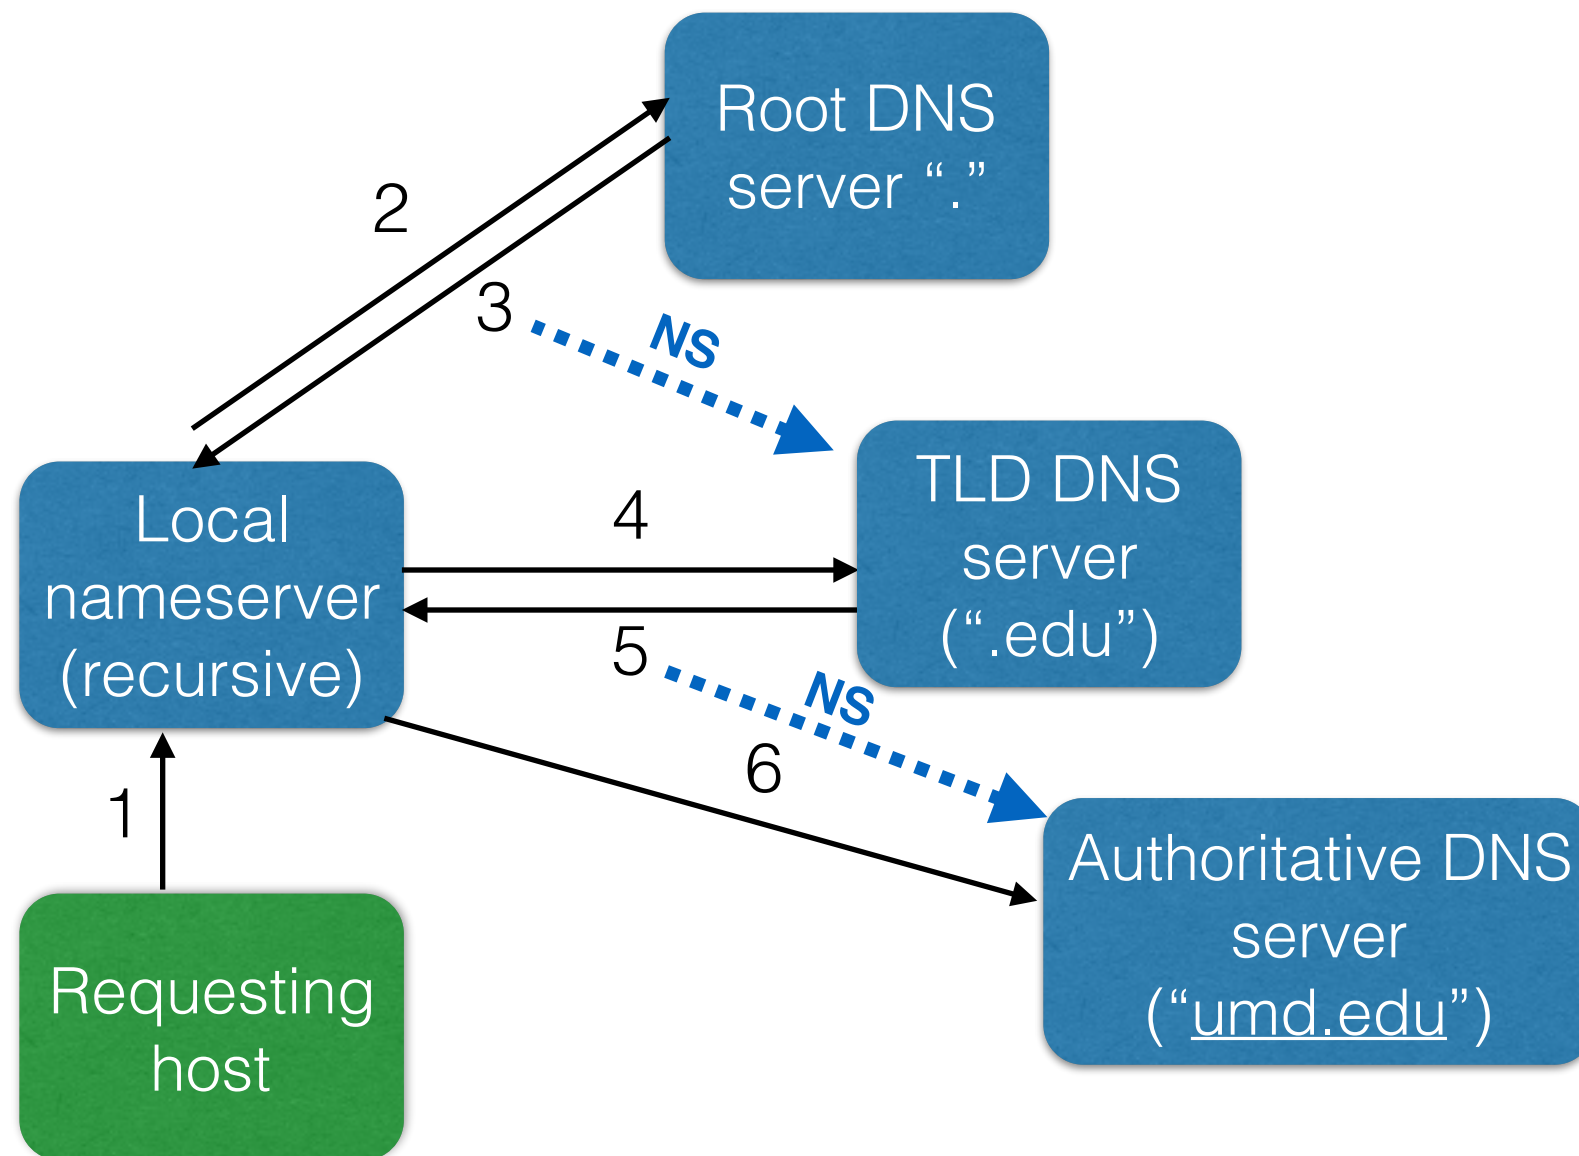 Root DNS
server “.”
2
3
NS
TLD DNS
server
(“.edu”)
Local
nameserver
(recursive)
4
5
NS
6
1
Authoritative DNS
server
(“umd.edu”)
Requesting
host